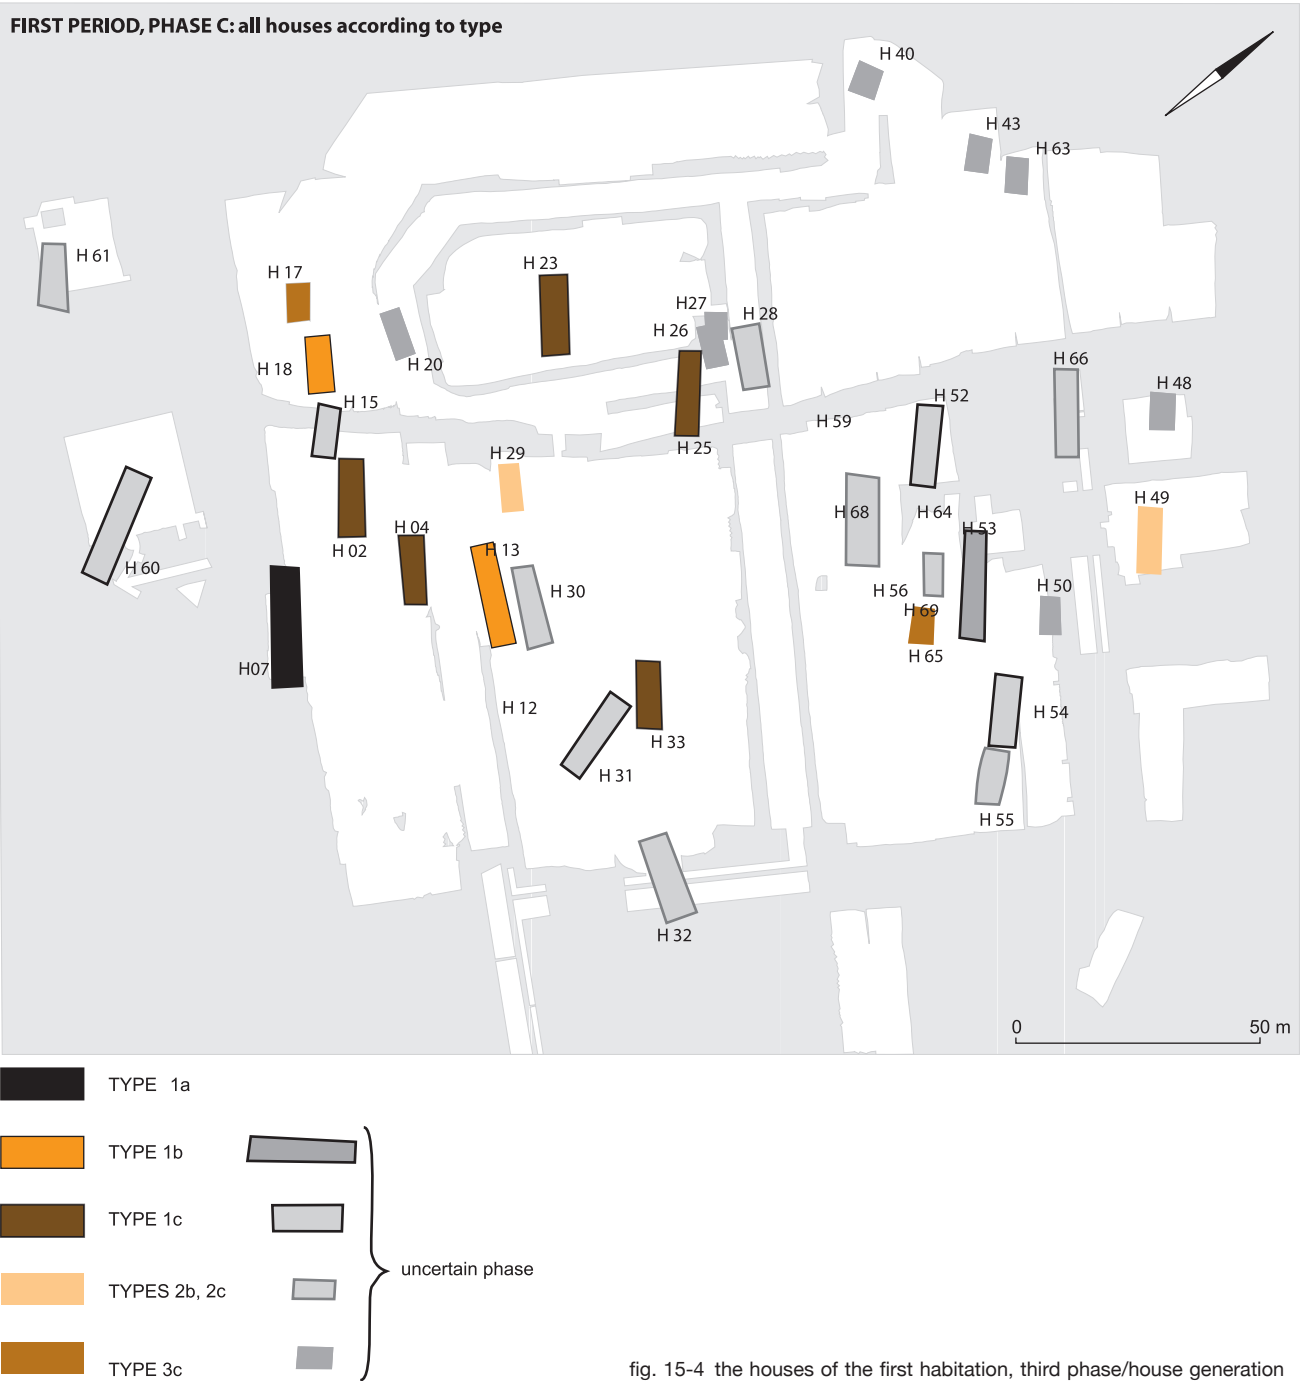 FIRST PERIOD, PHASE C: all houses according to type
H 40
H 43
H 63
H 61
H 17
H 23
H27
H 28
H 26
H 18
H 20
H 66
H 48
H 15
H 52
H 59
H 25
H 29
H 49
H 68
H 64
H 04
H 53
H 02
H 13
H 60
H 30
H 56
H 50
H 69
H 65
H07
H 12
H 54
H 33
H 31
H 55
H 32
0 50 m
TYPE 1a
TYPE 1b
TYPE 1c
uncertain phase
TYPES 2b, 2c
TYPE 3c
fig. 15-4 the houses of the first habitation, third phase/house generation